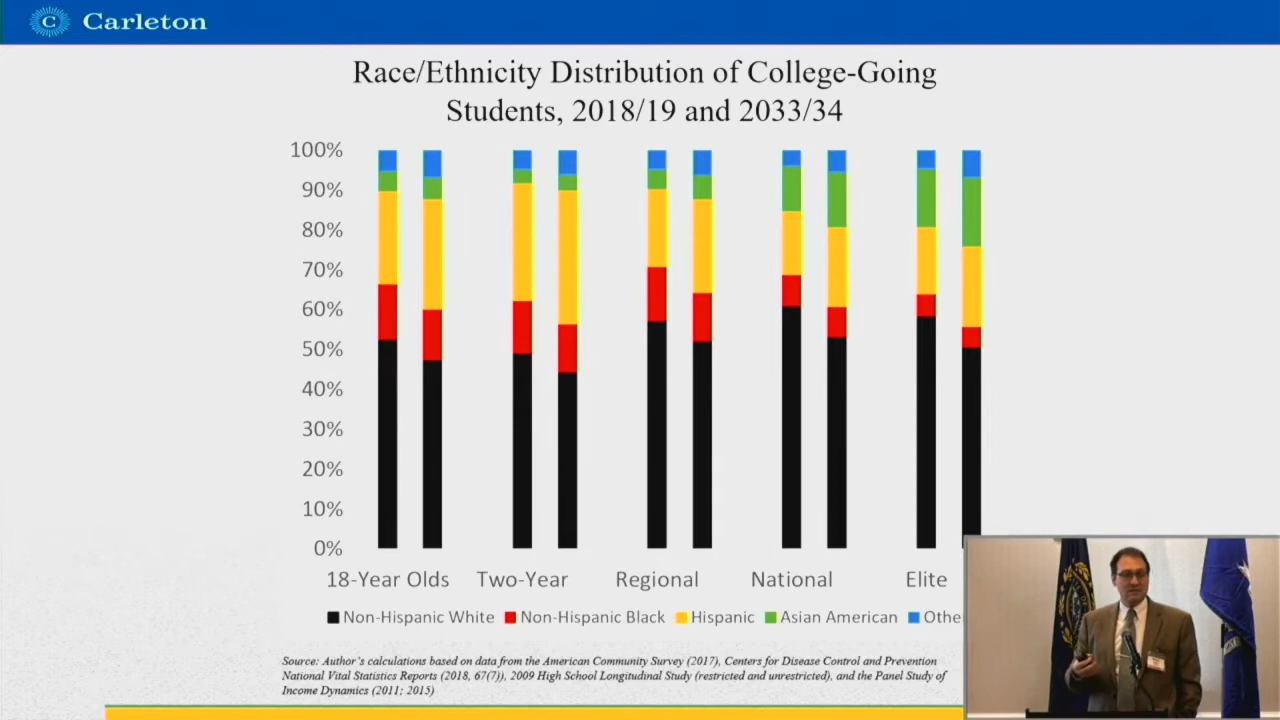 Carleton
Race/Ethnicity Distribution of College-Going
Students, 2018/19 and 2033/34
100%
90%
80%
70%
60%
50%
40%
30%
20%
10%
0%
18-Year Olds Two-Year Regional National Elite
Non-Hispanic White Non-Hispanic Black Hispanic Asian American Othe
Source: Author's calculations based on data from the American Community Survey (2017), Centers for Disease Control and Prevention
National Vital Statistics Reports (2018, 67(7)), 2009 High School Longitudinal Study (restricted and unrestricted), and the Panel Study of
Income Dynamics (2011; 2015)